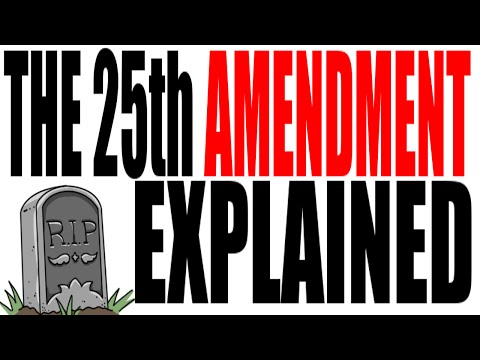 THE 25th AMENDMENT
EXPLAINED
R.I.P